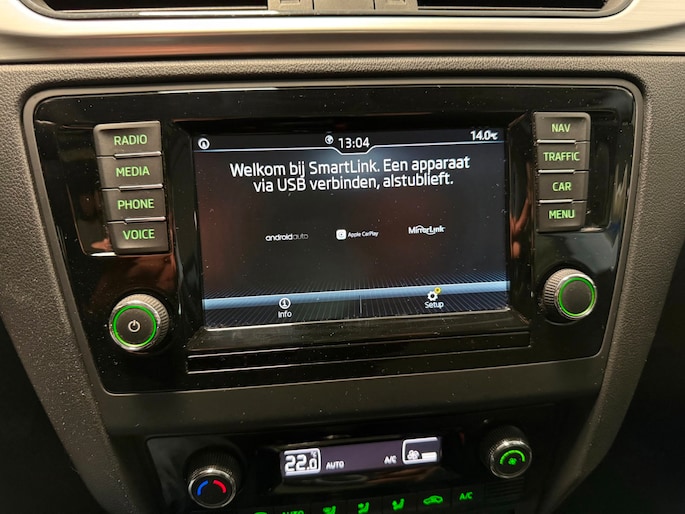 13:04
14.0°C
RADIO
MEDIA
PHONE
VOICE
Welkom bij SmartLink. Een apparaat
via USB verbinden, alstublieft.
androidauto
Apple CarPlay
MirrorLink
Info
Setup
NAV
TRAFFIC
CAR
MENU
22.0°C
AUTO
A/C
AUTO
A/C